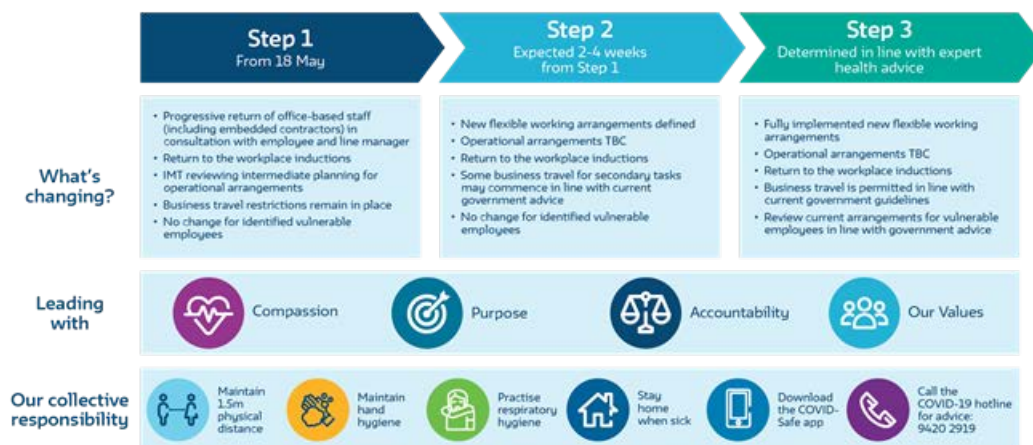 Step 1
From 18 May
Step 2
Expected 2-4 weeks
from Step 1
Step 3
Determined in line with expert
health advice
What's
changing?
• Progressive return of office-based staff
(including embedded contractors) in
consultation with employee and line manager
• Return to the workplace inductions
• IMT reviewing intermediate planning for
operational arrangements
• Business travel restrictions remain in place
• No change for identified vulnerable
employees
• New flexible working arrangements defined
• Operational arrangements TBC
• Return to the workplace inductions
• Some business travel for secondary tasks
may commence in line with current
government advice
• No change for identified vulnerable
employees
• Fully implemented new flexible working
arrangements
• Operational arrangements TBC
• Return to the workplace inductions
• Business travel is permitted in line with
current government guidelines
• Review current arrangements for vulnerable
employees in line with government advice
Leading
with
Compassion
Purpose
Accountability
Our Values
Our collective
responsibility
Maintain
1.5m
physical
distance
Maintain
hand
hygiene
Practise
respiratory
hygiene
Stay
home
when sick
Download
the COVID-
Safe app
Call the
COVID-19 hotline
for advice:
9420 2919